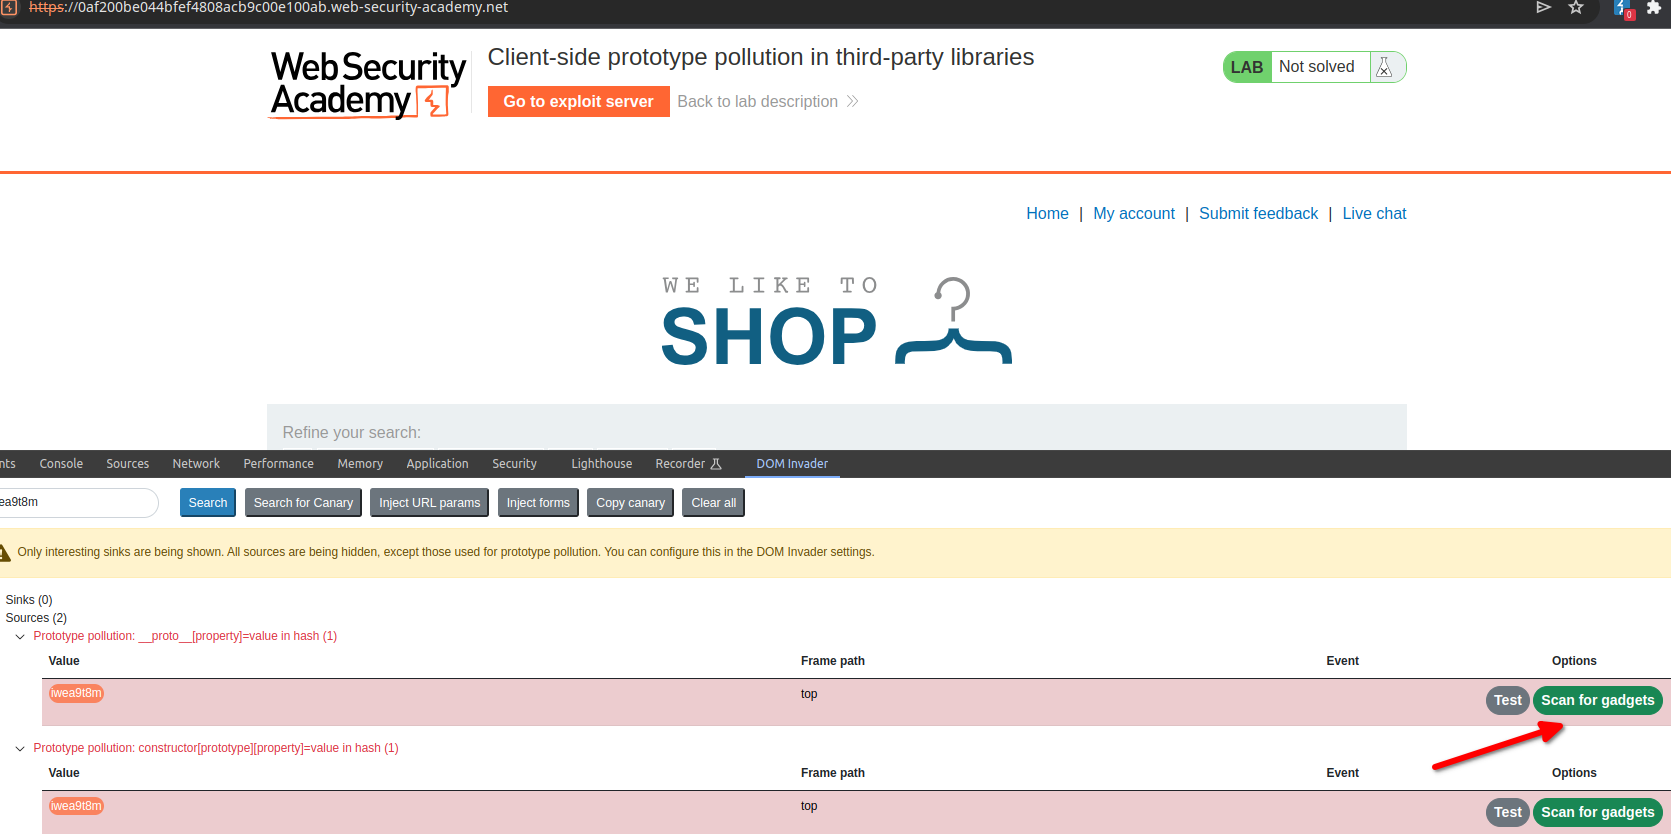 https://0af200be044bfef4808acb9c00e100ab.web-security-academy.net
0
WebSecurity
Academy
Client-side prototype pollution in third-party libraries
Go to exploit server
Back to lab description
LAB
Not solved
Home | My account | Submit feedback | Live chat
WE LIKE TO
SHOP
Refine your search:
nts Console Sources Network Performance Memory Application Security Lighthouse Recorder DOM Invader
ea9t8m Search Search for Canary Inject URL params Inject forms Copy canary Clear all
Only interesting sinks are being shown. All sources are being hidden, except those used for prototype pollution. You can configure this in the DOM Invader settings.
Sinks (0)
Sources (2)
Prototype pollution: __proto__[property]=value in hash (1)
Value Frame path Event Options
iwea9t8m top Test Scan for gadgets
Prototype pollution: constructor[prototype][property]=value in hash (1)
Value Frame path Event Options
iwea9t8m top Test Scan for gadgets